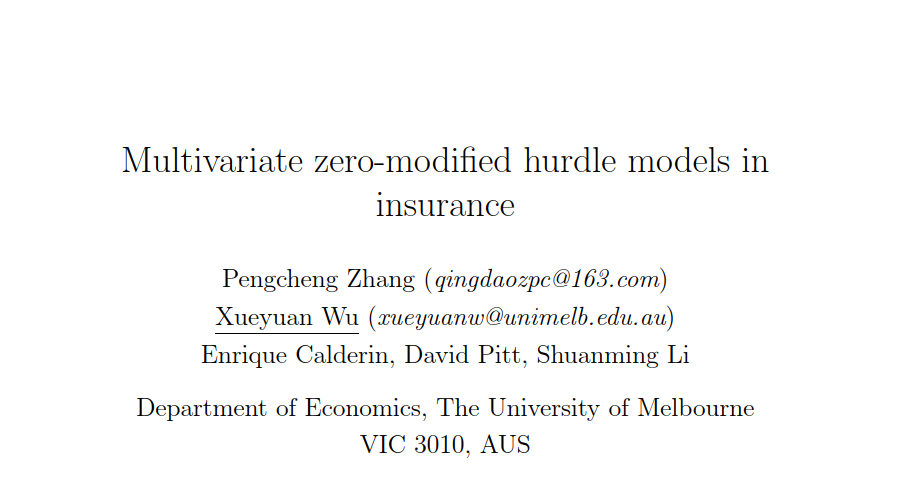 Multivariate zero-modified hurdle models in
insurance
Pengcheng Zhang (qingdaozpc@163.com)
Xueyuan Wu (xueyuanw@unimelb.edu.au)
Enrique Calderin, David Pitt, Shuanming Li
Department of Economics, The University of Melbourne
VIC 3010, AUS